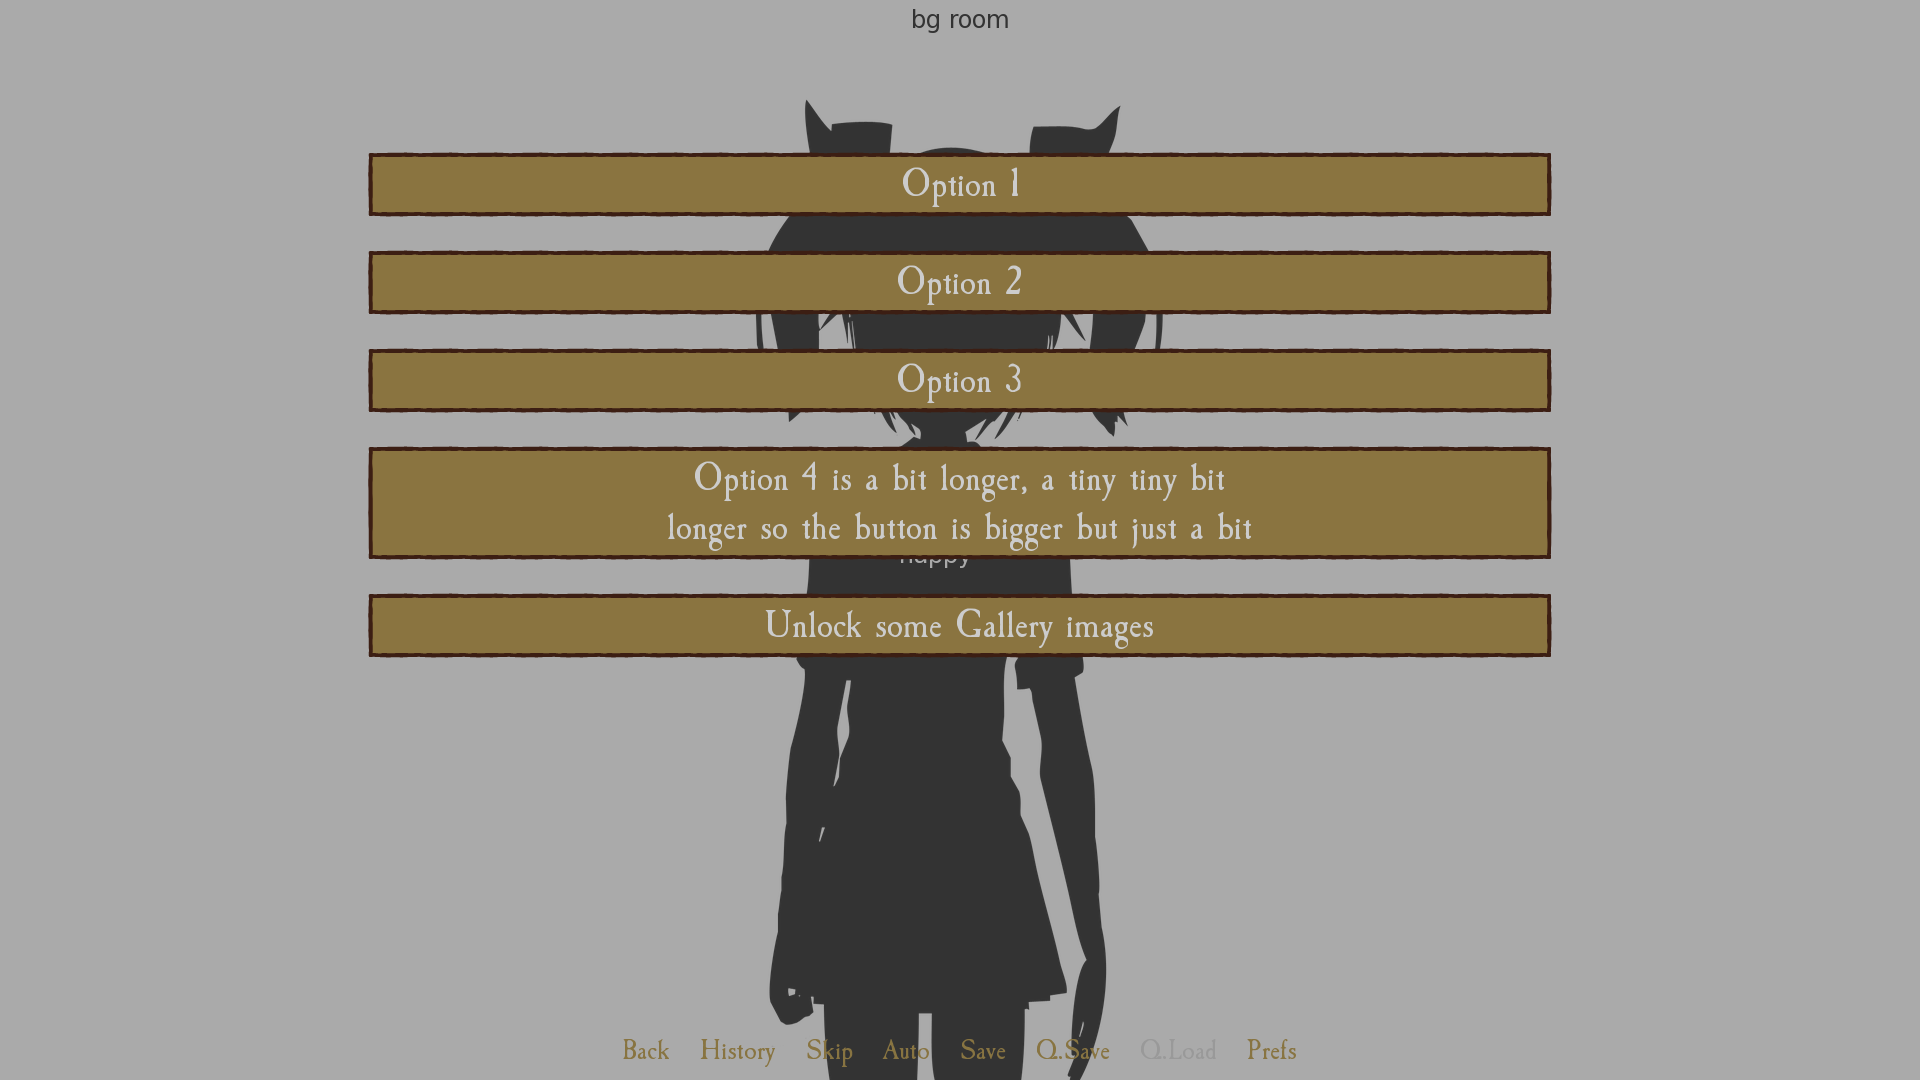 bg room
Option 1
Option 2
Option 3
Option 4 is a bit longer, a tiny tiny bit
longer so the button is bigger but just a bit
happy
Unlock some Gallery images
Back History Skip Auto Save Q.Save Q.Load Prefs